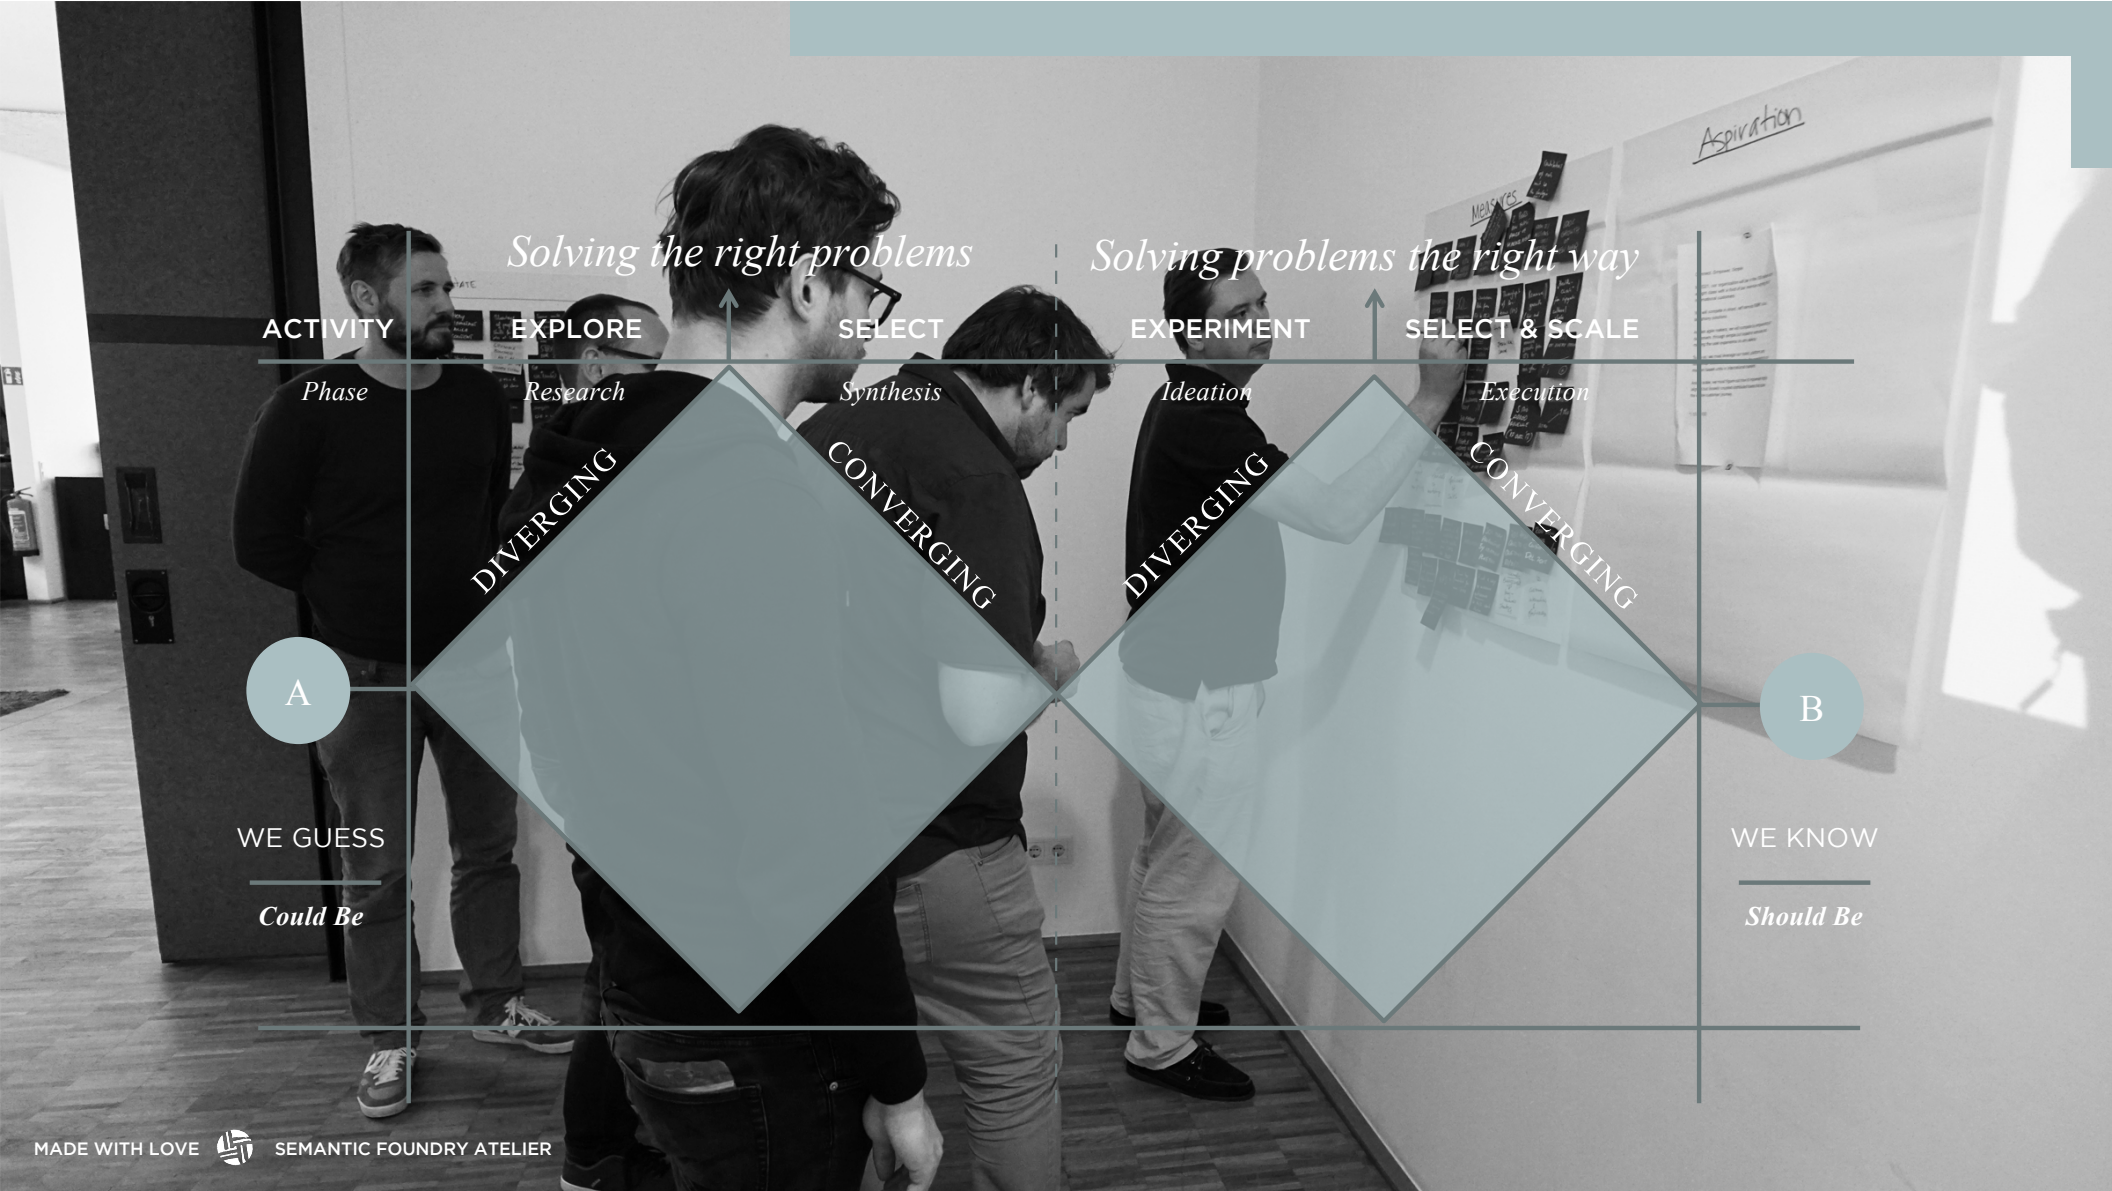 Aspiration
Measures
Solving the right problems
Solving problems the right way
ACTIVITY
EXPLORE
SELECT
EXPERIMENT
SELECT & SCALE
Phase
Research
Synthesis
Ideation
Execution
DIVERGING
CONVERGING
DIVERGING
CONVERGING
A
B
WE GUESS
WE KNOW
Could Be
Should Be
MADE WITH LOVE
SEMANTIC FOUNDRY ATELIER